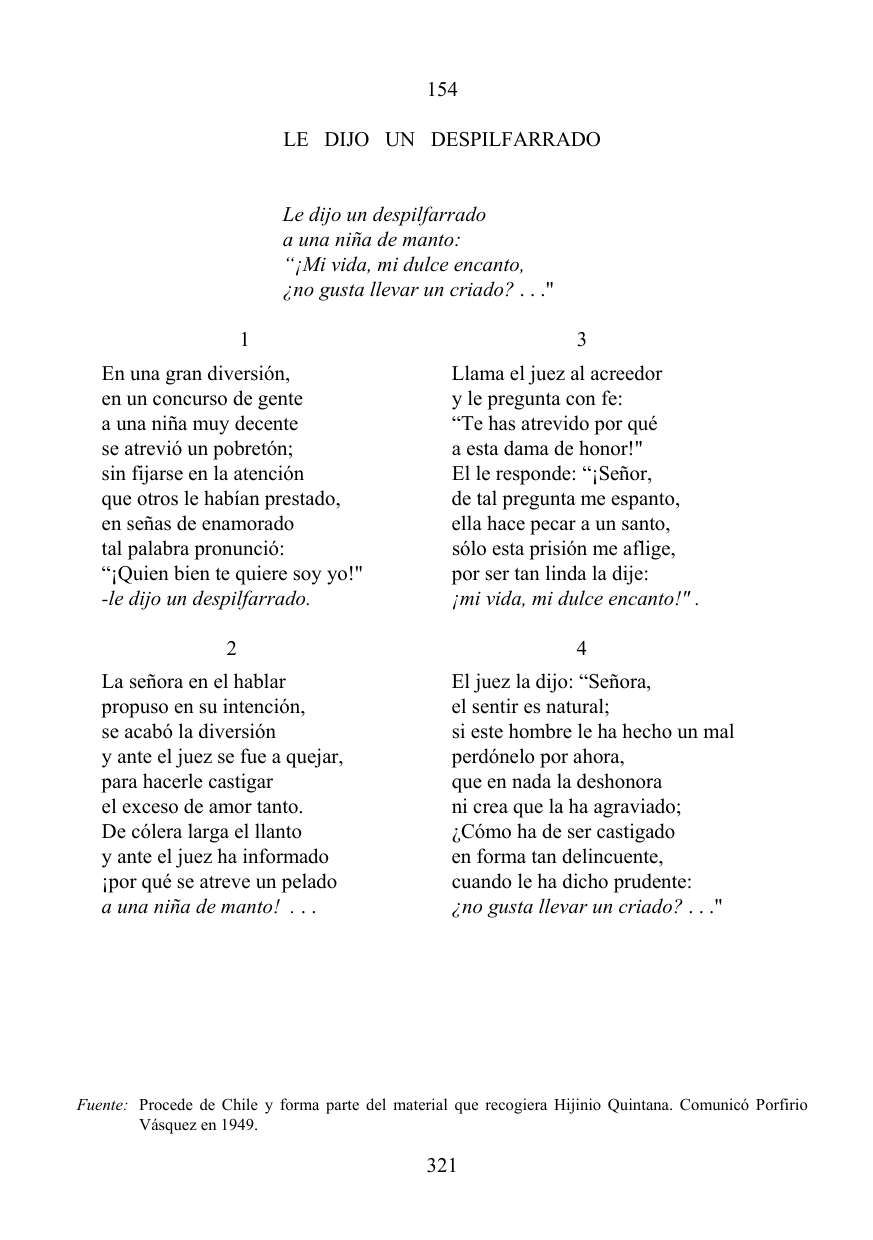 154
LE DIJO UN DESPILFARRADO
Le dijo un despilfarrado
a una niña de manto:
“¡Mi vida, mi dulce encanto,
¿no gusta llevar un criado? . . ."
1
En una gran diversión,
en un concurso de gente
a una niña muy decente
se atrevió un pobretón;
sin fijarse en la atención
que otros le habían prestado,
en señas de enamorado
tal palabra pronunció:
“¡Quien bien te quiere soy yo!"
-le dijo un despilfarrado.
2
La señora en el hablar
propuso en su intención,
se acabó la diversión
y ante el juez se fue a quejar,
para hacerle castigar
el exceso de amor tanto.
De cólera larga el llanto
y ante el juez ha informado
¡por qué se atreve un pelado
a una niña de manto! . . .
3
Llama el juez al acreedor
y le pregunta con fe:
“Te has atrevido por qué
a esta dama de honor!"
El le responde: “¡Señor,
de tal pregunta me espanto,
ella hace pecar a un santo,
sólo esta prisión me aflige,
por ser tan linda la dije:
¡mi vida, mi dulce encanto!" .
4
El juez la dijo: “Señora,
el sentir es natural;
si este hombre le ha hecho un mal
perdónelo por ahora,
que en nada la deshonora
ni crea que la ha agraviado;
¿Cómo ha de ser castigado
en forma tan delincuente,
cuando le ha dicho prudente:
¿no gusta llevar un criado? . . ."
Fuente: Procede de Chile y forma parte del material que recogiera Hijinio Quintana. Comunicó Porfirio
Vásquez en 1949.
321